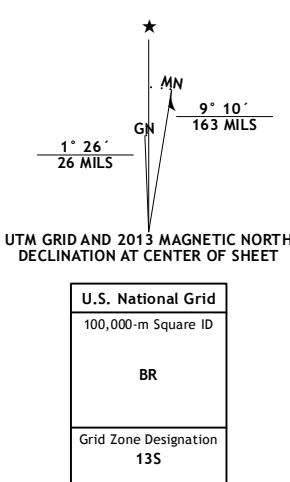 ★
MN
9° 10´
163 MILS
GN
1° 26´
26 MILS
UTM GRID AND 2013 MAGNETIC NORTH
DECLINATION AT CENTER OF SHEET
U.S. National Grid
100,000-m Square ID
BR
Grid Zone Designation
13S